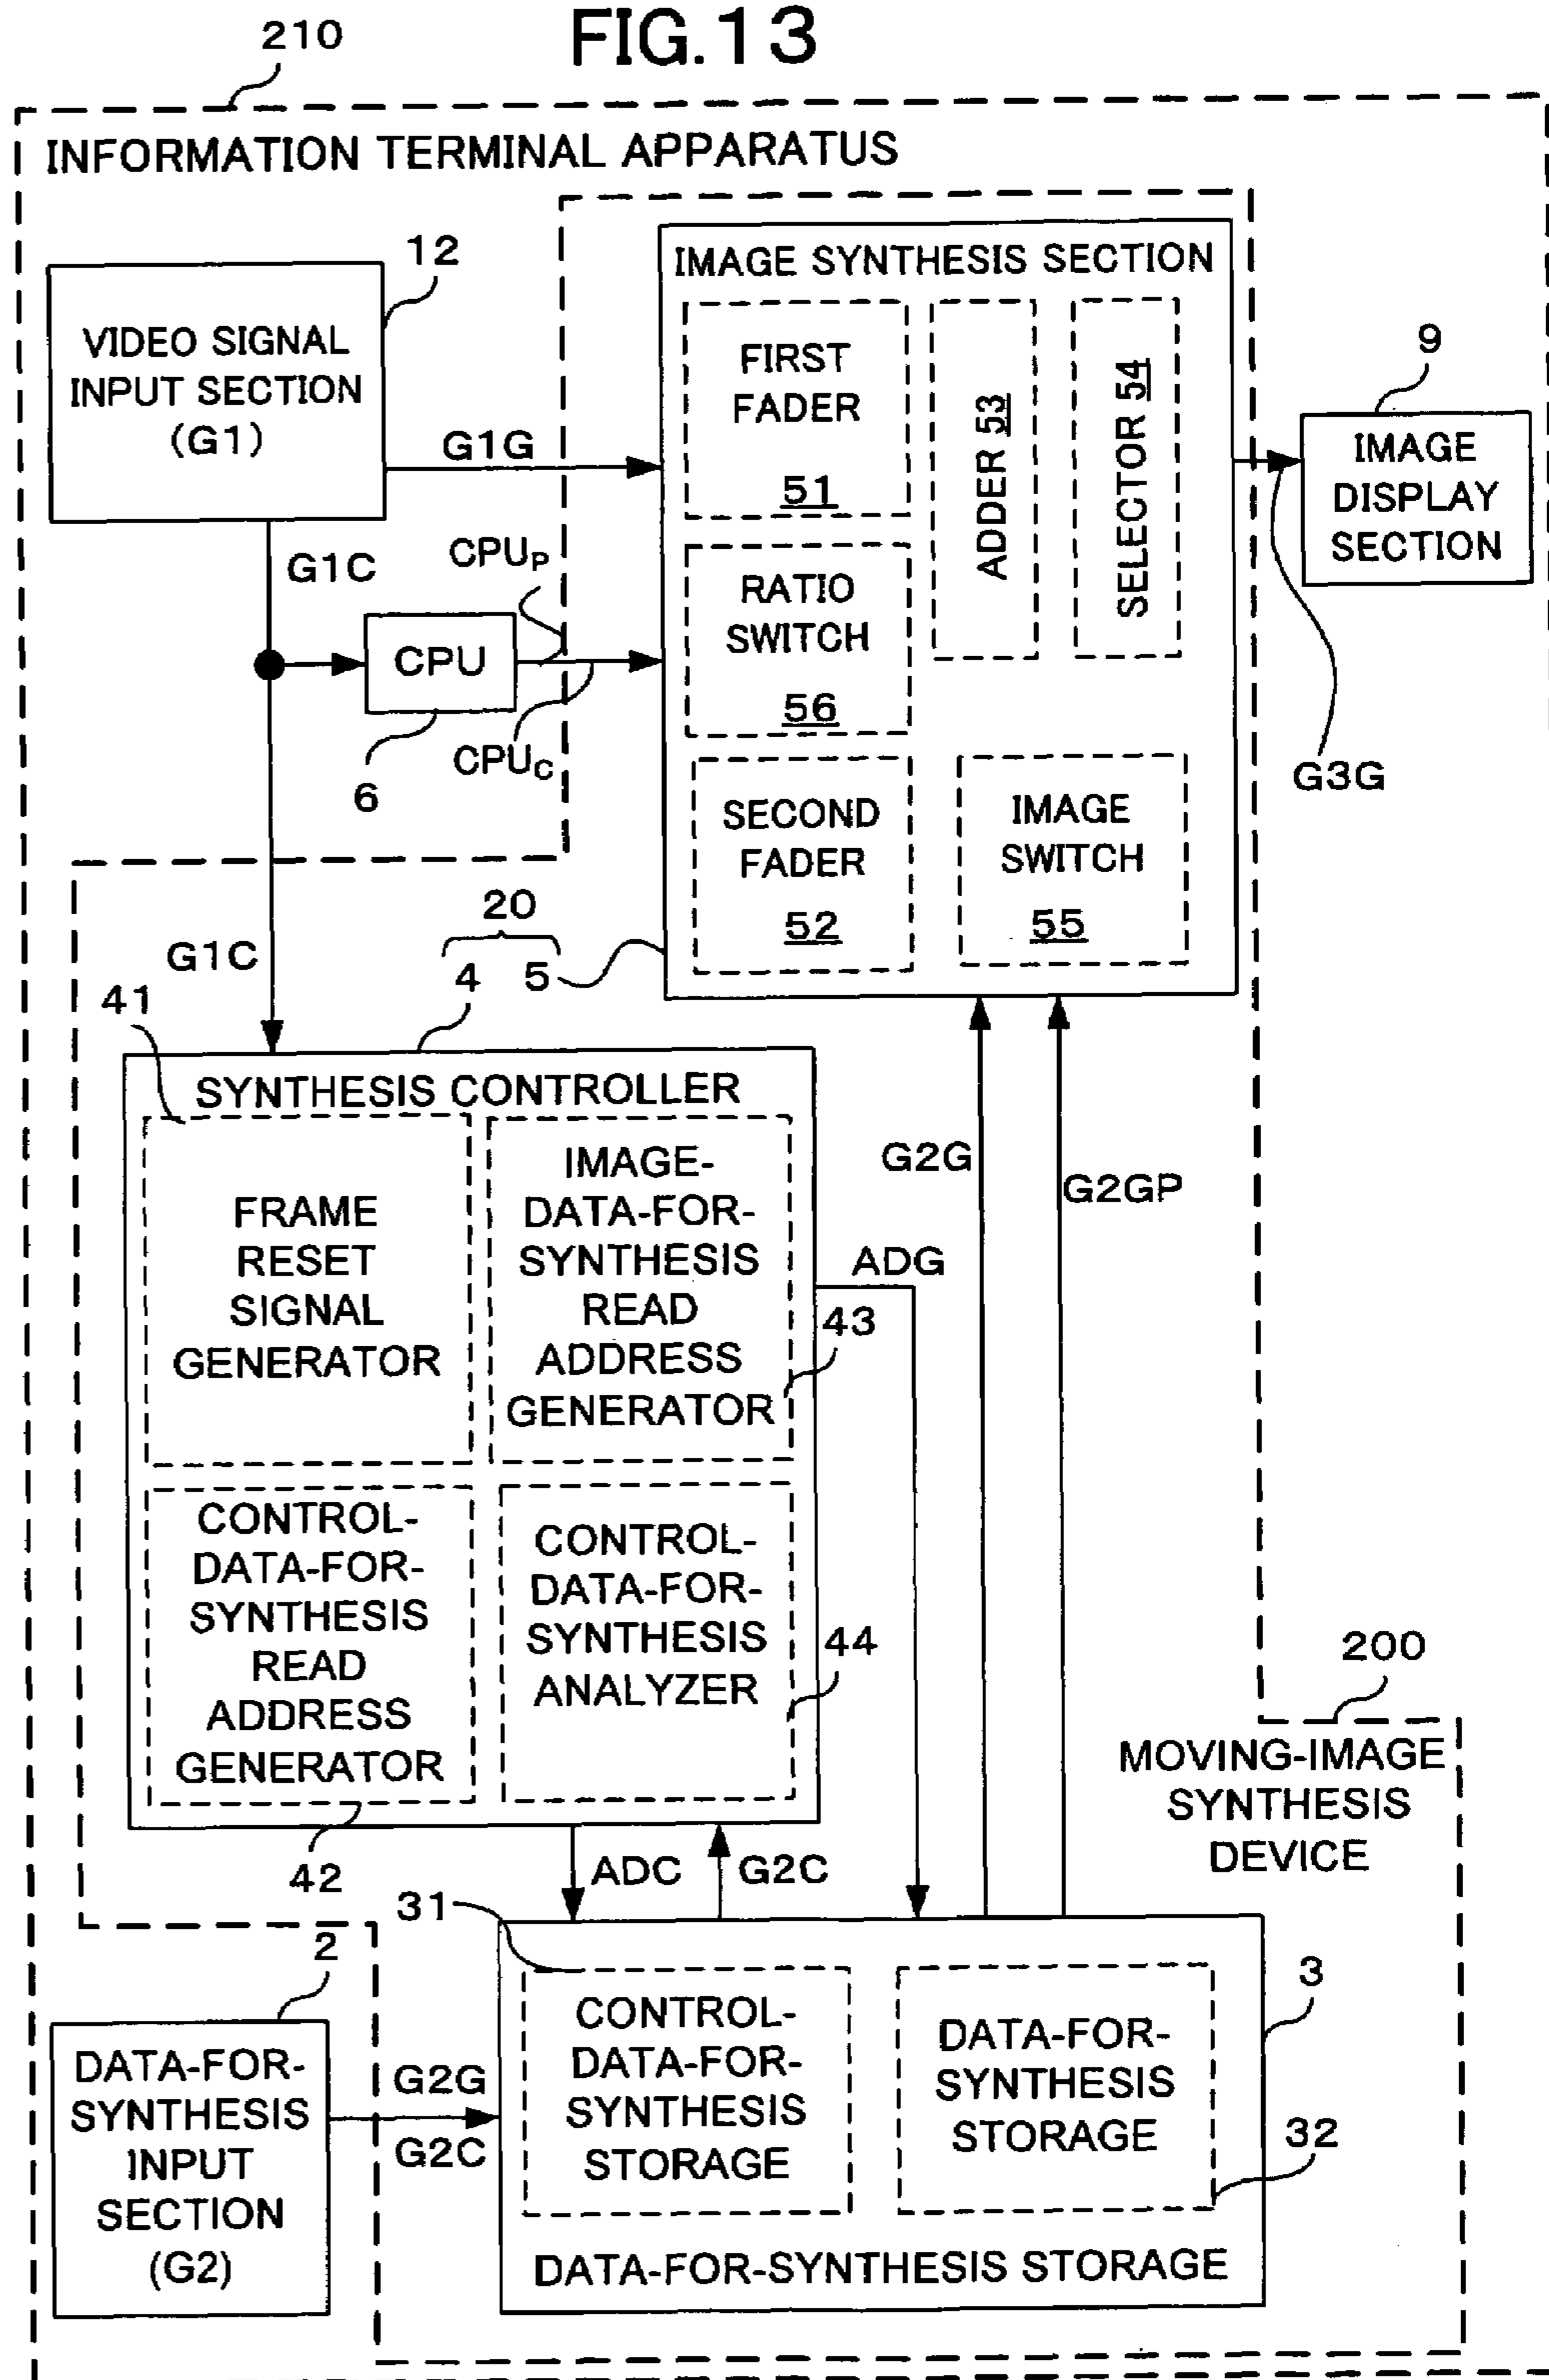 FIG.13
210
INFORMATION TERMINAL APPARATUS
12
VIDEO SIGNAL
INPUT SECTION
(G1)
G1G
G1C
CPUP
CPU
6
CPUC
IMAGE SYNTHESIS SECTION
FIRST
FADER
51
ADDER 53
SELECTOR 54
RATIO
SWITCH
56
SECOND
FADER
52
IMAGE
SWITCH
55
9
IMAGE
DISPLAY
SECTION
G3G
20
4 5
G1C
41
SYNTHESIS CONTROLLER
FRAME
RESET
SIGNAL
GENERATOR
IMAGE-
DATA-FOR-
SYNTHESIS
READ
ADDRESS
GENERATOR
43
CONTROL-
DATA-FOR-
SYNTHESIS
READ
ADDRESS
GENERATOR
42
CONTROL-
DATA-FOR-
SYNTHESIS
ANALYZER
44
ADG
G2G
G2GP
200
MOVING-IMAGE
SYNTHESIS
DEVICE
ADC
G2C
31
2
DATA-FOR-
SYNTHESIS
INPUT
SECTION
(G2)
G2G
G2C
CONTROL-
DATA-FOR-
SYNTHESIS
STORAGE
DATA-FOR-
SYNTHESIS
STORAGE
32
3
DATA-FOR-SYNTHESIS STORAGE